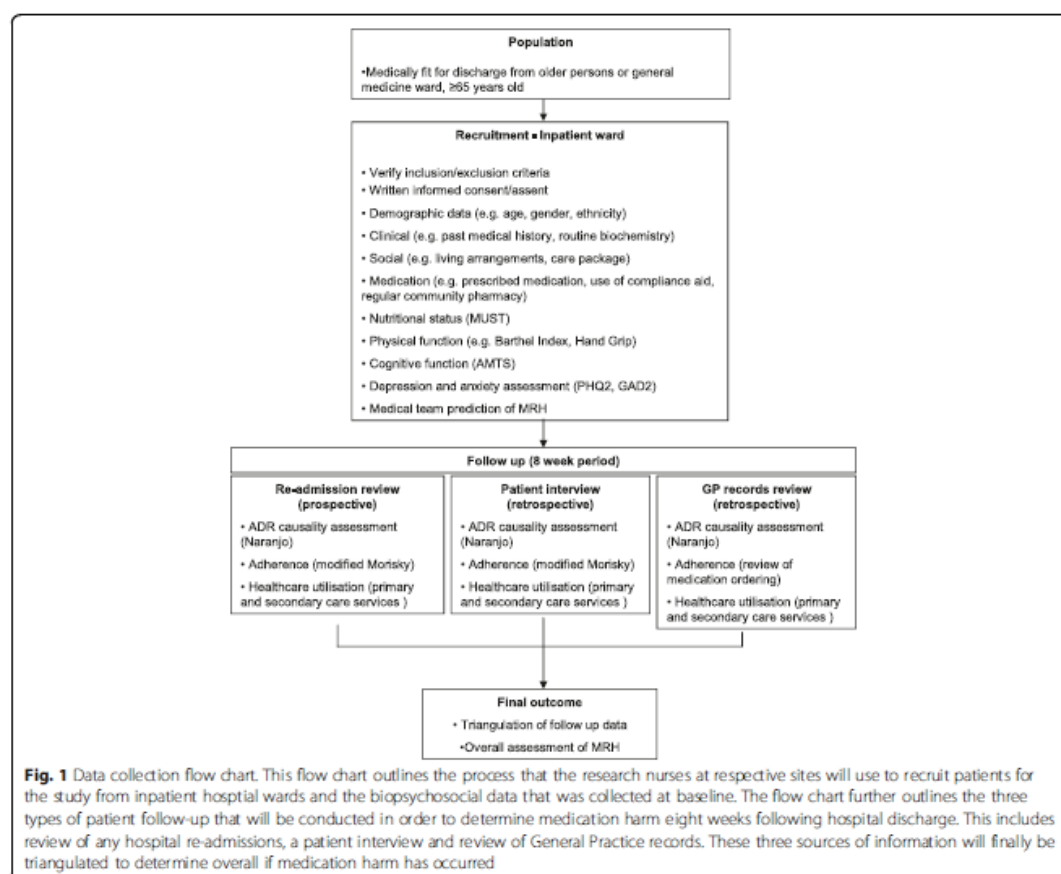 Population
•Medically fit for discharge from older persons or general
medicine ward, ≥65 years old
Recruitment ▪ Inpatient ward
• Verify inclusion/exclusion criteria
• Written informed consent/assent
• Demographic data (e.g. age, gender, ethnicity)
• Clinical (e.g. past medical history, routine biochemistry)
• Social (e.g. living arrangements, care package)
• Medication (e.g. prescribed medication, use of compliance aid,
regular community pharmacy)
• Nutritional status (MUST)
• Physical function (e.g. Barthel Index, Hand Grip)
• Cognitive function (AMTS)
• Depression and anxiety assessment (PHQ2, GAD2)
• Medical team prediction of MRH
Follow up (8 week period)
Re-admission review
(prospective)
• ADR causality assessment
(Naranjo)
• Adherence (modified Morisky)
• Healthcare utilisation (primary
and secondary care services )
Patient interview
(retrospective)
• ADR causality assessment
(Naranjo)
• Adherence (modified Morisky)
• Healthcare utilisation (primary
and secondary care services )
GP records review
(retrospective)
• ADR causality assessment
(Naranjo)
• Adherence (review of
medication ordering)
• Healthcare utilisation (primary
and secondary care services )
Final outcome
• Triangulation of follow up data
•Overall assessment of MRH
Fig. 1 Data collection flow chart. This flow chart outlines the process that the research nurses at respective sites will use to recruit patients for
the study from inpatient hosptial wards and the biopsychosocial data that was collected at baseline. The flow chart further outlines the three
types of patient follow-up that will be conducted in order to determine medication harm eight weeks following hospital discharge. This includes
review of any hospital re-admissions, a patient interview and review of General Practice records. These three sources of information will finally be
triangulated to determine overall if medication harm has occurred